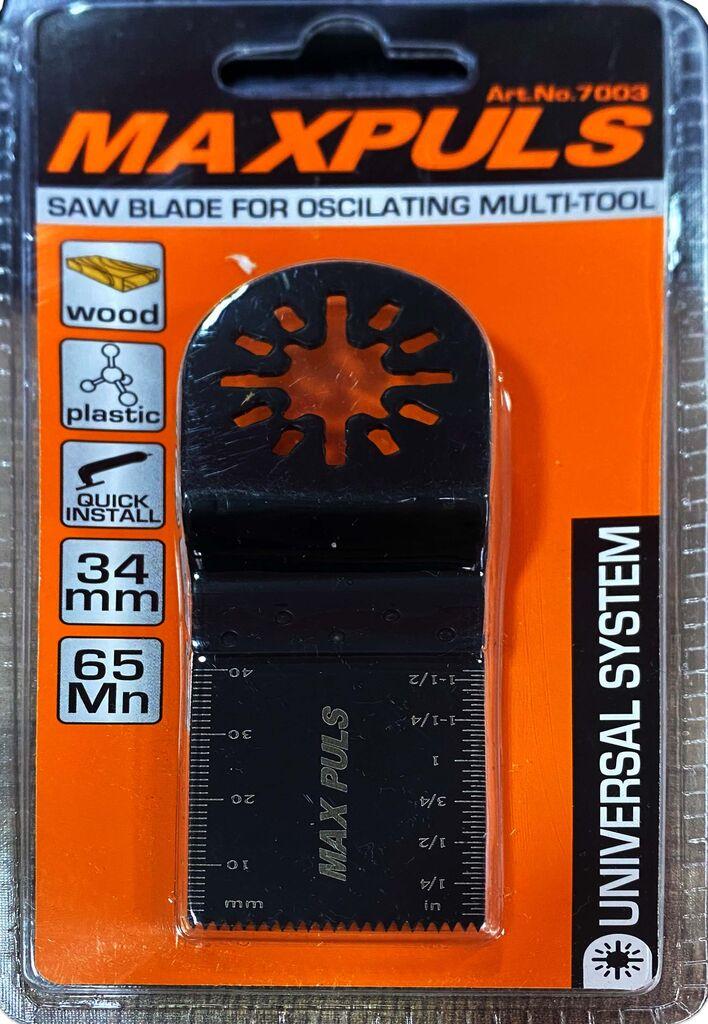 Art.No.7003
MAXPULS
SAW BLADE FOR OSCILATING MULTI-TOOL
wood
plastic
QUICK
INSTALL
34
mm
65
Mn
UNIVERSAL SYSTEM
MAX PULS
40
30
20
10
mm
1-1/2
1-1/4
1
3/4
1/2
1/4
in